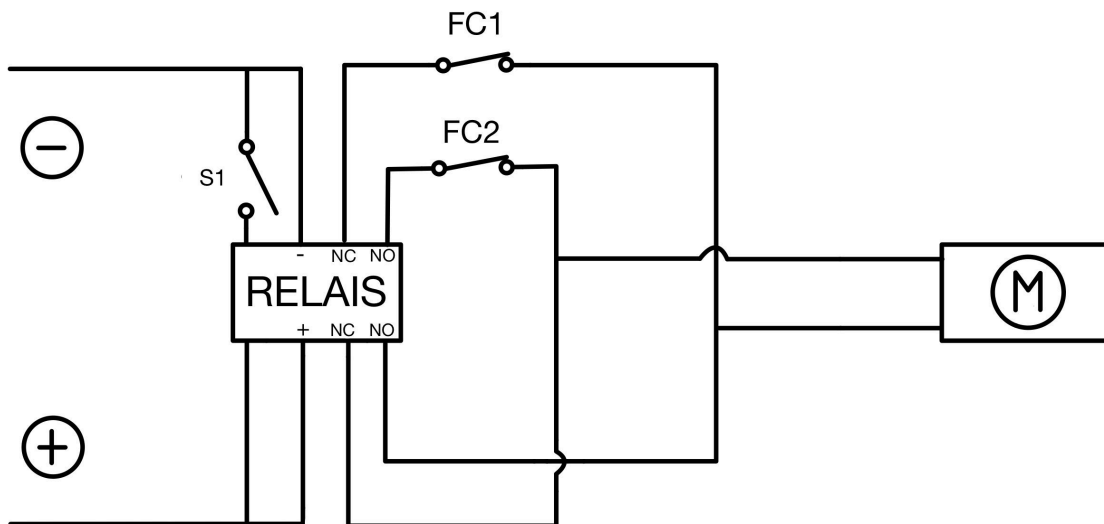 FC1
FC2
−
S1
- NC NO
RELAIS
+ NC NO
M
+